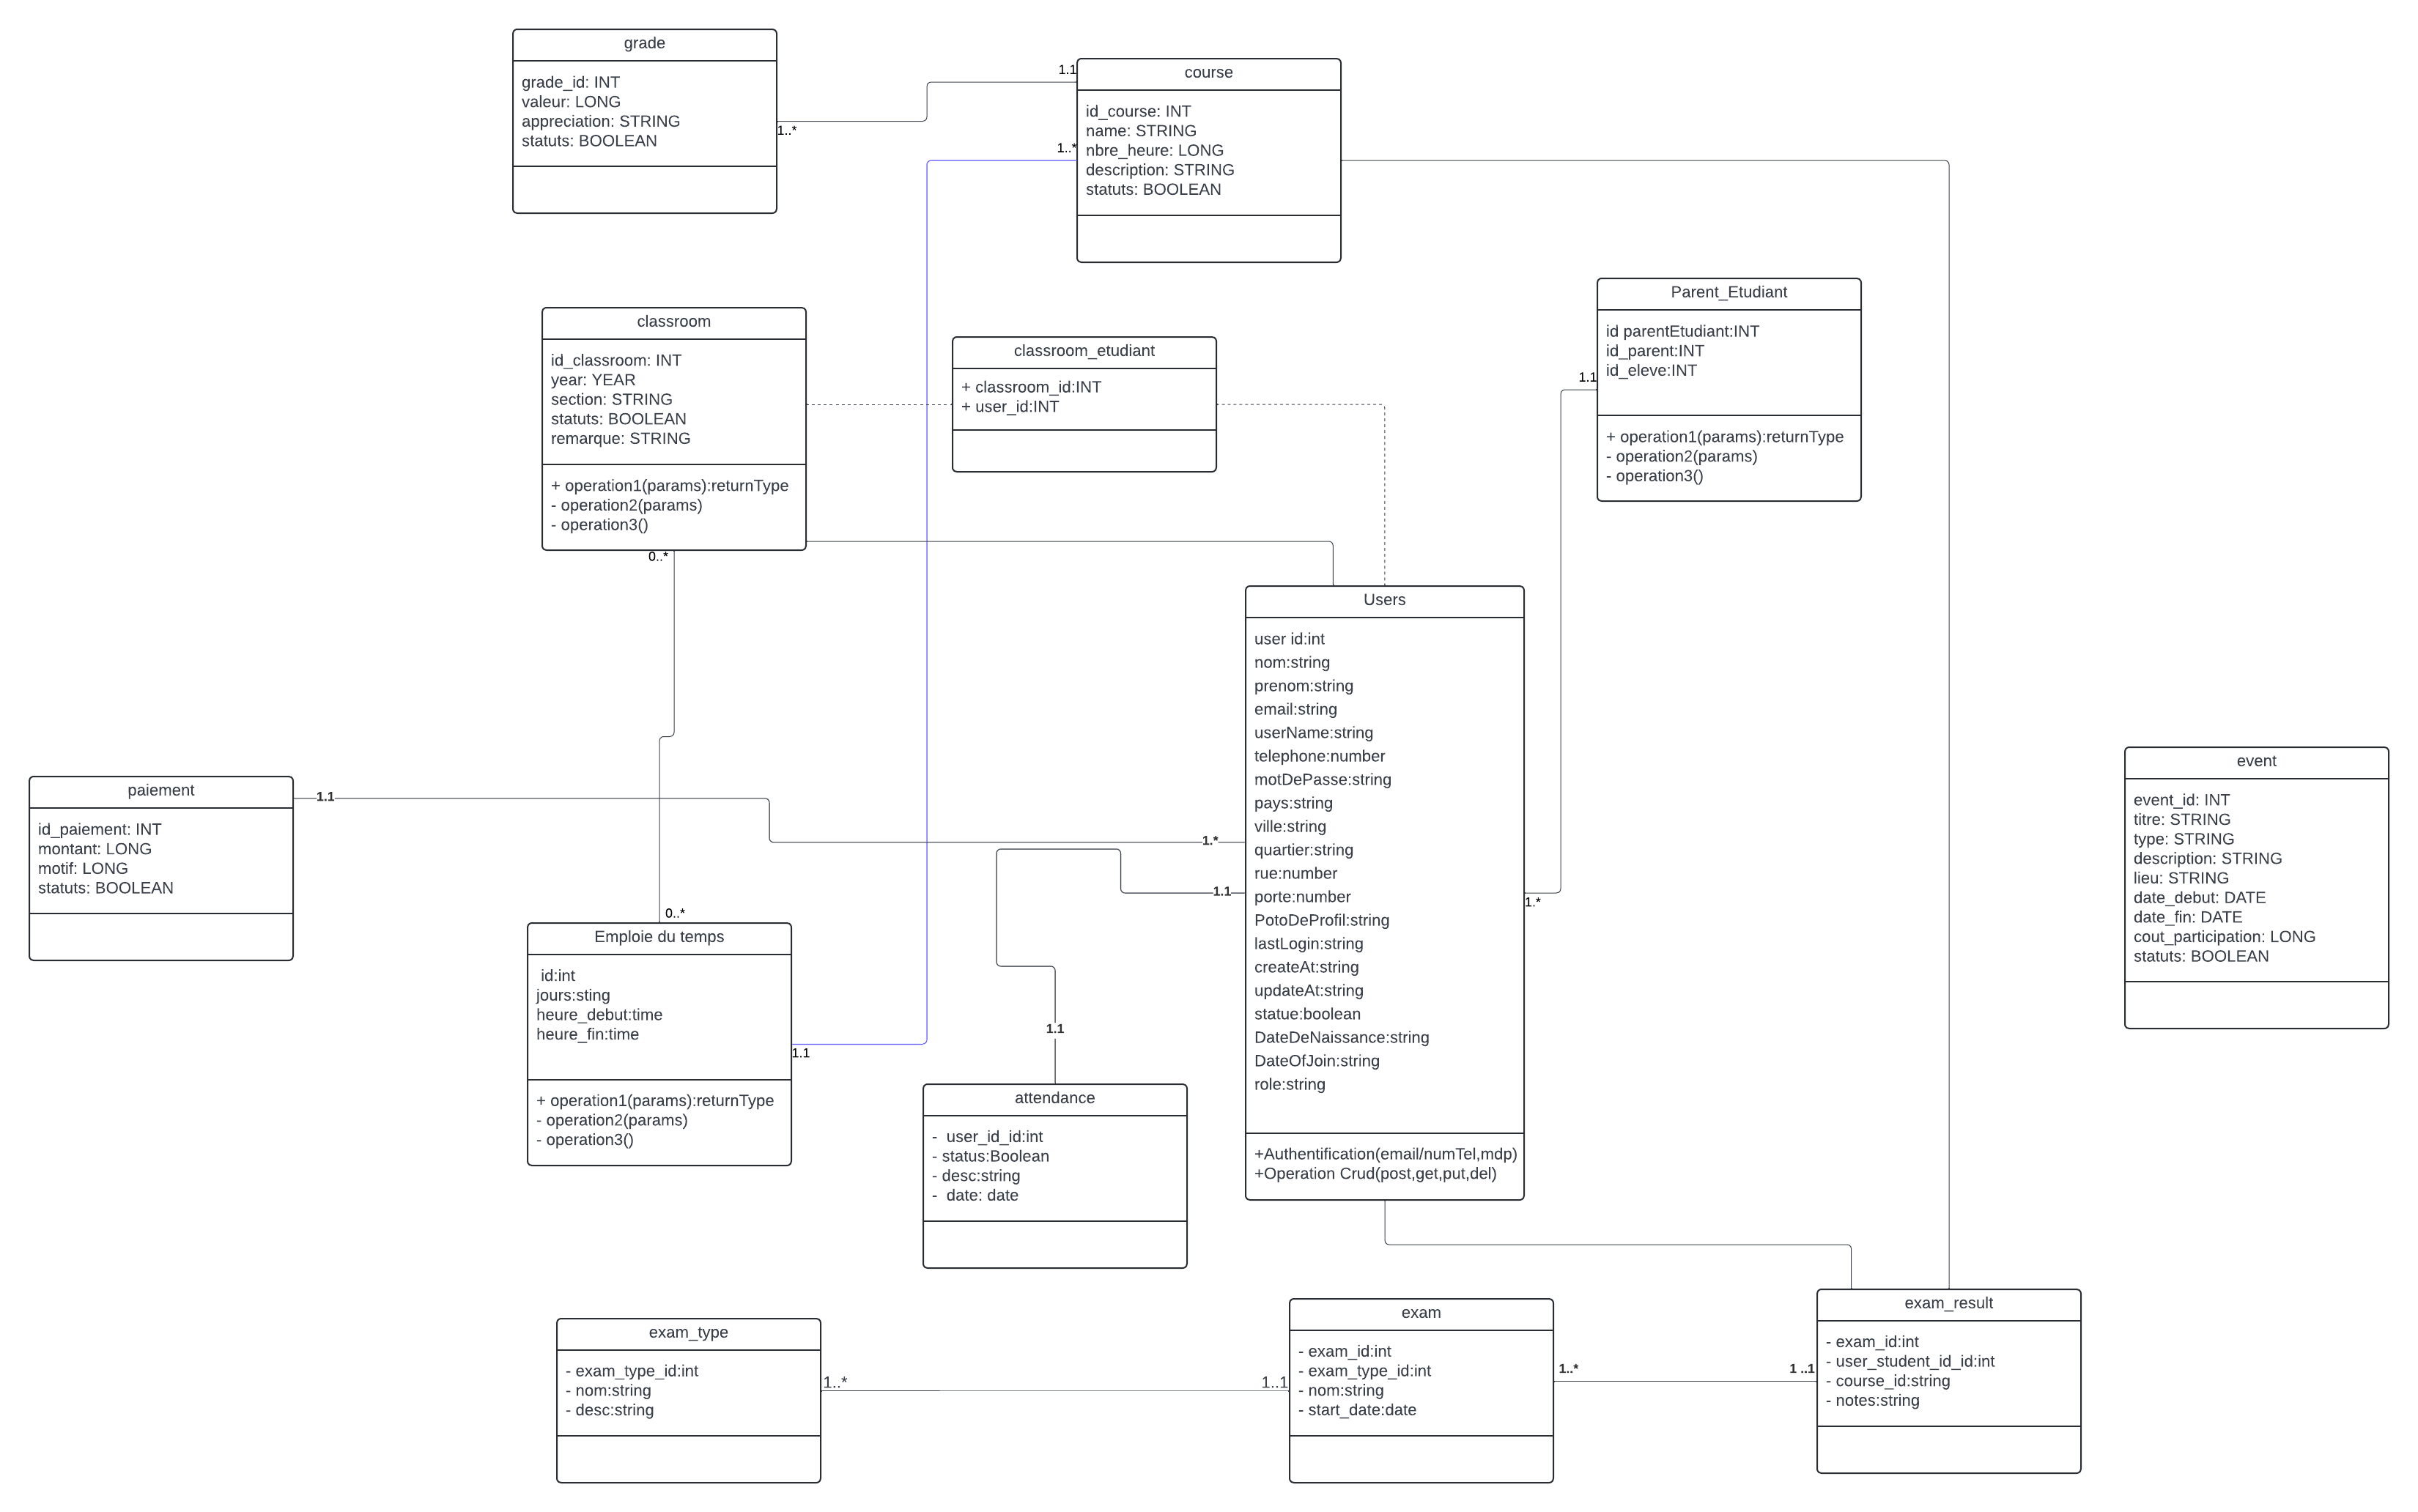 grade
grade_id: INT
valeur: LONG
appreciation: STRING
statuts: BOOLEAN
1..*
1.1
course
id_course: INT
name: STRING
nbre_heure: LONG
description: STRING
statuts: BOOLEAN
1..*
classroom
id_classroom: INT
year: YEAR
section: STRING
statuts: BOOLEAN
remarque: STRING
+ operation1(params):returnType
- operation2(params)
- operation3()
0..*
classroom_etudiant
+ classroom_id:INT
+ user_id:INT
Parent_Etudiant
id parentEtudiant:INT
id_parent:INT
id_eleve:INT
+ operation1(params):returnType
- operation2(params)
- operation3()
1.1
Users
user id:int
nom:string
prenom:string
email:string
userName:string
telephone:number
motDePasse:string
pays:string
ville:string
quartier:string
rue:number
porte:number
PotoDeProfil:string
lastLogin:string
createAt:string
updateAt:string
statue:boolean
DateDeNaissance:string
DateOfJoin:string
role:string
+Authentification(email/numTel,mdp)
+Operation Crud(post,get,put,del)
1.*
1.1
1.*
paiement
id_paiement: INT
montant: LONG
motif: LONG
statuts: BOOLEAN
1.1
event
event_id: INT
titre: STRING
type: STRING
description: STRING
lieu: STRING
date_debut: DATE
date_fin: DATE
cout_participation: LONG
statuts: BOOLEAN
0..*
Emploie du temps
id:int
jours:sting
heure_debut:time
heure_fin:time
+ operation1(params):returnType
- operation2(params)
- operation3()
1.1
1.1
attendance
-  user_id_id:int
- status:Boolean
- desc:string
-  date: date
exam_type
- exam_type_id:int
- nom:string
- desc:string
1..*
1..1
exam
- exam_id:int
- exam_type_id:int
- nom:string
- start_date:date
1..*
1 ..1
exam_result
- exam_id:int
- user_student_id_id:int
- course_id:string
- notes:string